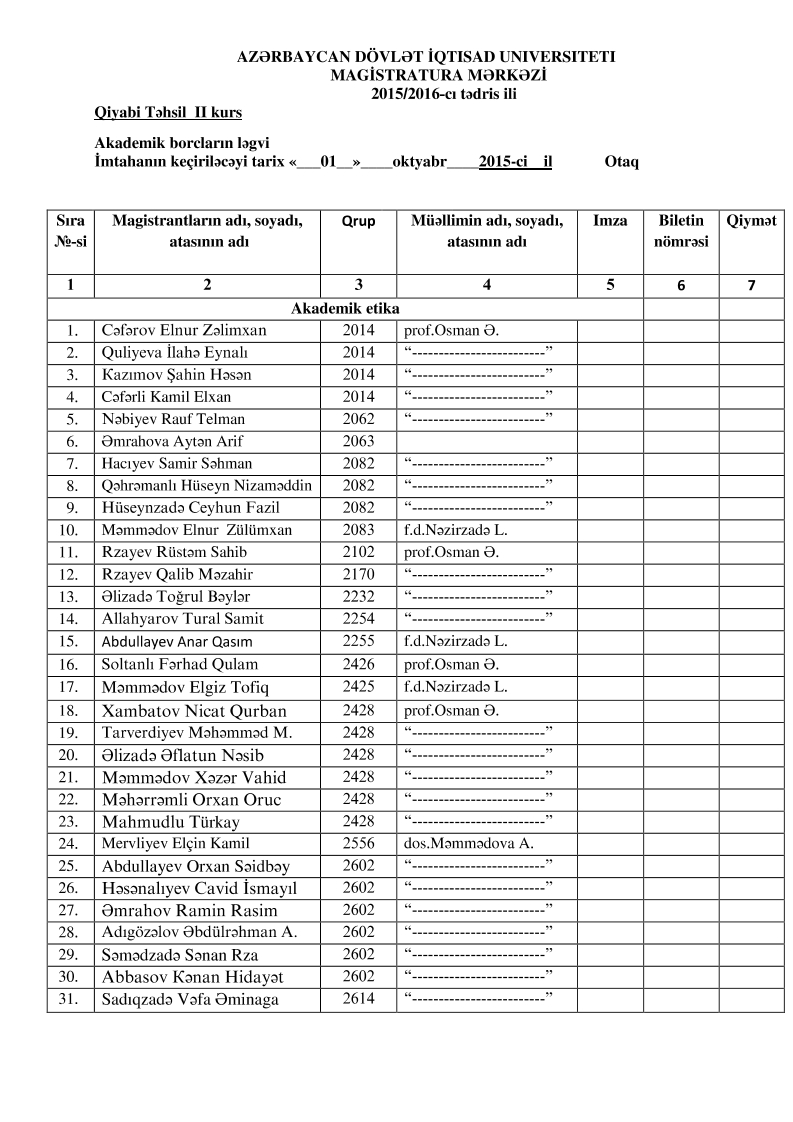 AZƏRBAYCAN DÖVLƏT İQTISAD UNIVERSITETI
MAGİSTRATURA MƏRKƏZİ
2015/2016-cı tədris ili
Qiyabi Təhsil II kurs
Akademik borcların ləgvi
İmtahanın keçiriləcəyi tarix «___01__»____oktyabr____2015-ci__il Otaq
Sıra Magistrantların adı, soyadı, Qrup Müəllimin adı, soyadı, Imza Biletin Qiymət
№-si atasının adı atasının adı nömrəsi
1 2 3 4 5 6 7
Akademik etika
1. Cəfərov Elnur Zəlimxan 2014 prof.Osman Ə.
2. Quliyeva İlahə Eynalı 2014 “-------------------------”
3. Kazımov Şahin Həsən 2014 “-------------------------”
4. Cəfərli Kamil Elxan 2014 “-------------------------”
5. Nəbiyev Rauf Telman 2062 “-------------------------”
6. Əmrahova Aytən Arif 2063
7. Hacıyev Samir Səhman 2082 “-------------------------”
8. Qəhrəmanlı Hüseyn Nizaməddin 2082 “-------------------------”
9. Hüseynzadə Ceyhun Fazil 2082 “-------------------------”
10. Məmmədov Elnur Zülümxan 2083 f.d.Nəzirzadə L.
11. Rzayev Rüstəm Sahib 2102 prof.Osman Ə.
12. Rzayev Qalib Məzahir 2170 “-------------------------”
13. Əlizadə Toğrul Bəylər 2232 “-------------------------”
14. Allahyarov Tural Samit 2254 “-------------------------”
15. Abdullayev Anar Qasım 2255 f.d.Nəzirzadə L.
16. Soltanlı Fərhad Qulam 2426 prof.Osman Ə.
17. Məmmədov Elgiz Tofiq 2425 f.d.Nəzirzadə L.
18. Xambatov Nicat Qurban 2428 prof.Osman Ə.
19. Tarverdiyev Məhəmməd M. 2428 “-------------------------”
20. Əlizadə Əflatun Nəsib 2428 “-------------------------”
21. Məmmədov Xəzər Vahid 2428 “-------------------------”
22. Məhərrəmli Orxan Oruc 2428 “-------------------------”
23. Mahmudlu Türkay 2428 “-------------------------”
24. Mervliyev Elçin Kamil 2556 dos.Məmmədova A.
25. Abdullayev Orxan Səidbəy 2602 “-------------------------”
26. Həsənalıyev Cavid İsmayıl 2602 “-------------------------”
27. Əmrahov Ramin Rasim 2602 “-------------------------”
28. Adıgözəlov Əbdülrəhman A. 2602 “-------------------------”
29. Səmədzadə Sənan Rza 2602 “-------------------------”
30. Abbasov Kənan Hidayət 2602 “-------------------------”
31. Sadıqzadə Vəfa Əminaga 2614 “-------------------------”